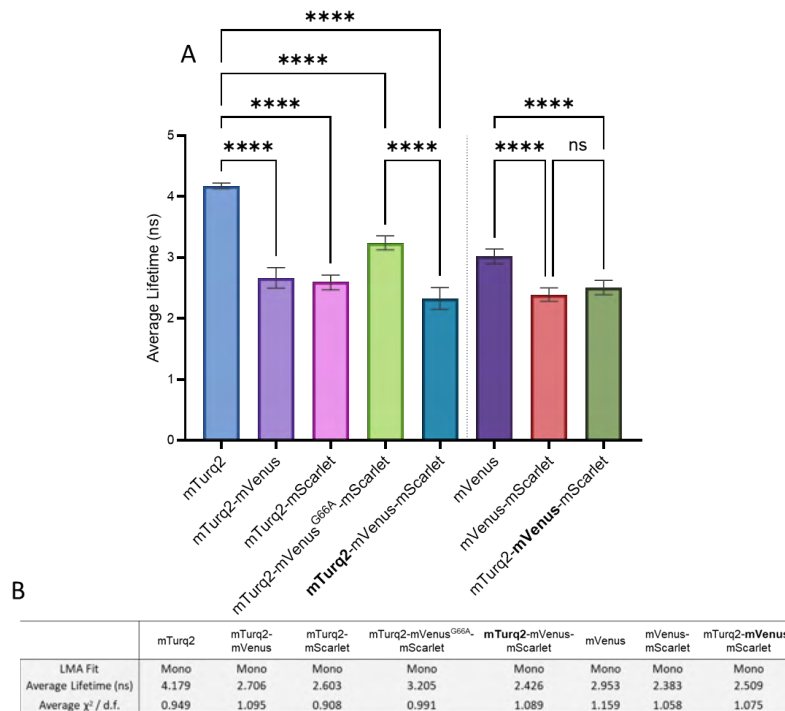 A
****
****
****
****
****
****
****
ns
Average Lifetime (ns)
5
4
3
2
1
0
mTurq2
mTurq2-mVenus
mTurq2-mScarlet
mTurq2-mVenus^G66A-mScarlet
mTurq2-mVenus-mScarlet
mVenus
mVenus-mScarlet
mTurq2-mVenus-mScarlet
B
mTurq2 mTurq2-mVenus mTurq2-mScarlet mTurq2-mVenus^G66A-mScarlet mTurq2-mVenus-mScarlet mVenus mVenus-mScarlet mTurq2-mVenus-mScarlet
LMA Fit Mono Mono Mono Mono Mono Mono Mono Mono
Average Lifetime (ns) 4.179 2.706 2.603 3.205 2.426 2.953 2.383 2.509
Average χ² / d.f. 0.949 1.095 0.908 0.991 1.089 1.159 1.058 1.075